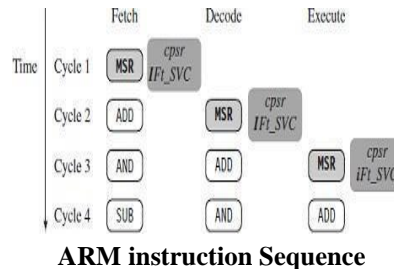 Fetch Decode Execute
Time Cycle 1 MSR cpsr IFt_SVC
Cycle 2 ADD MSR cpsr IFt_SVC
Cycle 3 AND ADD MSR cpsr iFt_SVC
Cycle 4 SUB AND ADD
ARM instruction Sequence